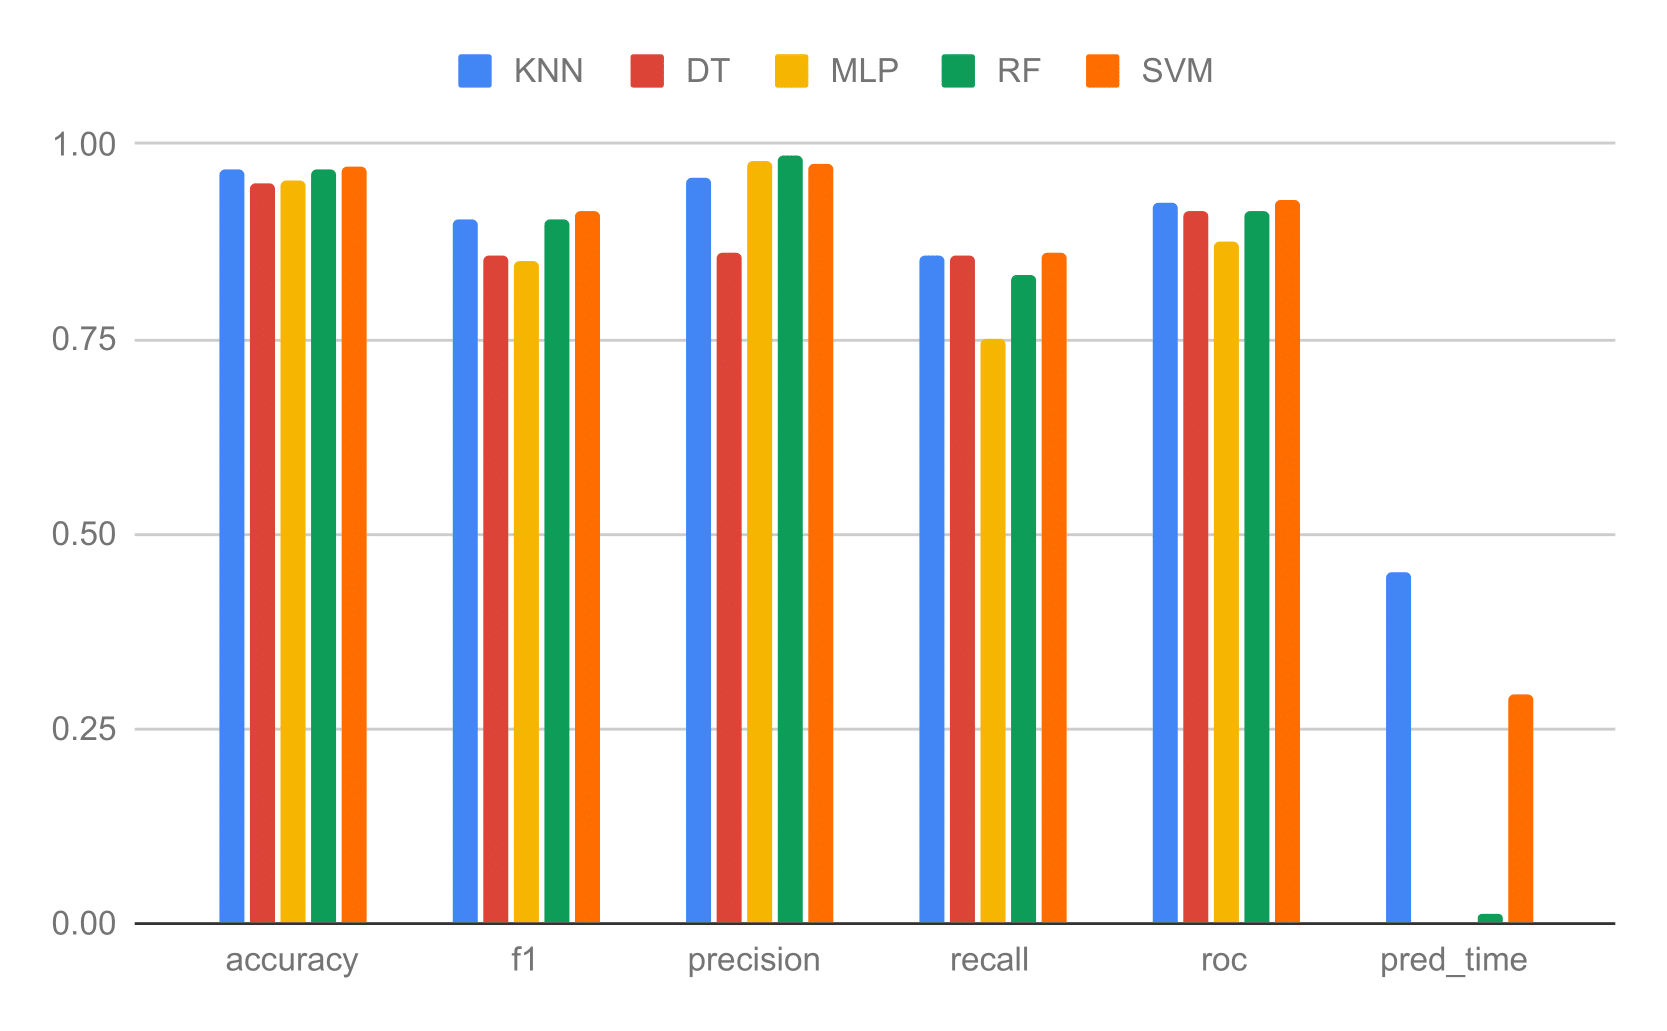 KNN DT MLP RF SVM
1.00
0.75
0.50
0.25
0.00
accuracy f1 precision recall roc pred_time